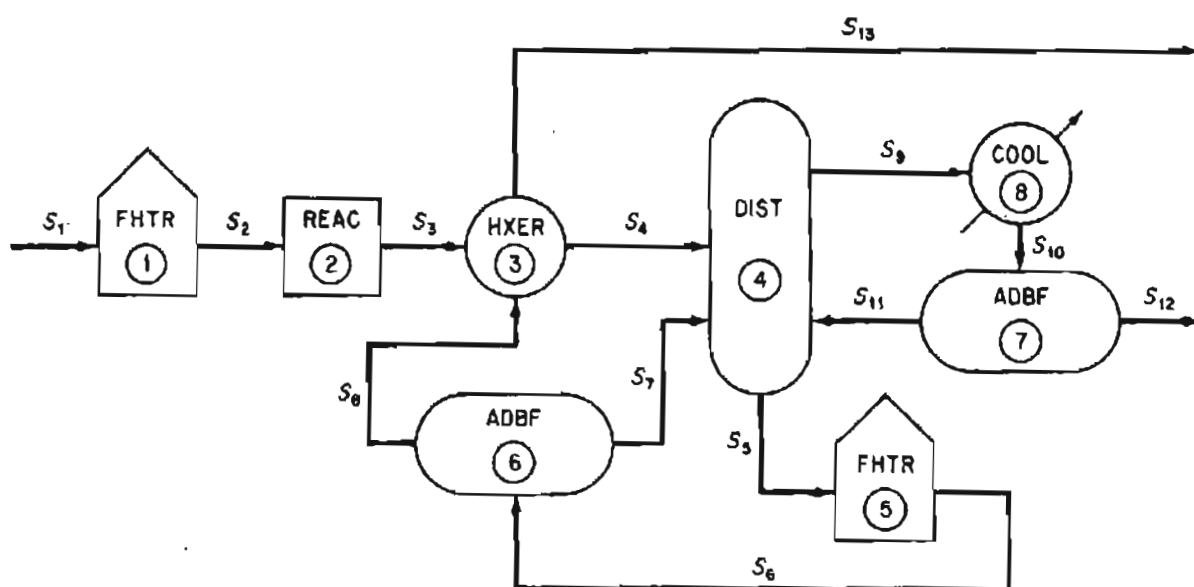 S13
S9
COOL
8
S1
FHTR
1
S2
REAC
2
S3
HXER
3
S4
DIST
4
S10
S11
ADBF
7
S12
S8
ADBF
6
S7
S5
FHTR
5
S6